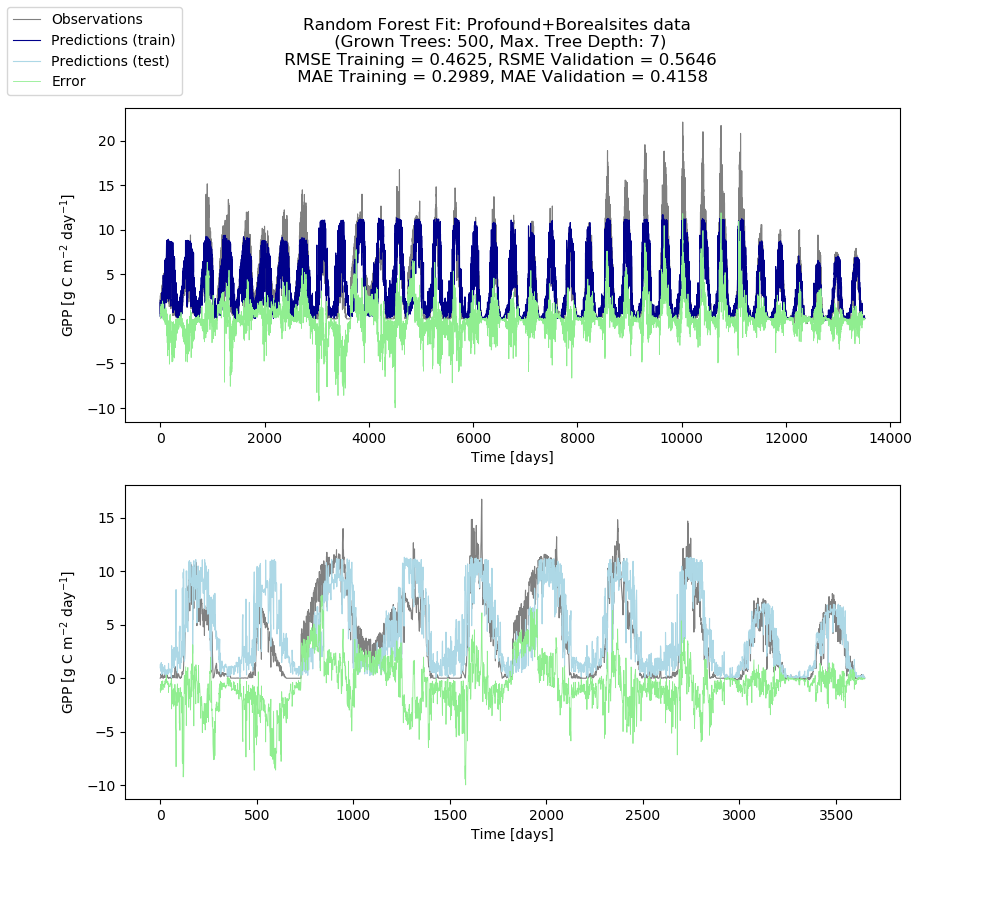 Observations
Predictions (train)
Predictions (test)
Error
Random Forest Fit: Profound+Borealsites data
(Grown Trees: 500, Max. Tree Depth: 7)
RMSE Training = 0.4625, RSME Validation = 0.5646
MAE Training = 0.2989, MAE Validation = 0.4158
GPP [g C m⁻² day⁻¹]
20
15
10
5
0
−5
−10
0 2000 4000 6000 8000 10000 12000 14000
Time [days]
GPP [g C m⁻² day⁻¹]
15
10
5
0
−5
−10
0 500 1000 1500 2000 2500 3000 3500
Time [days]